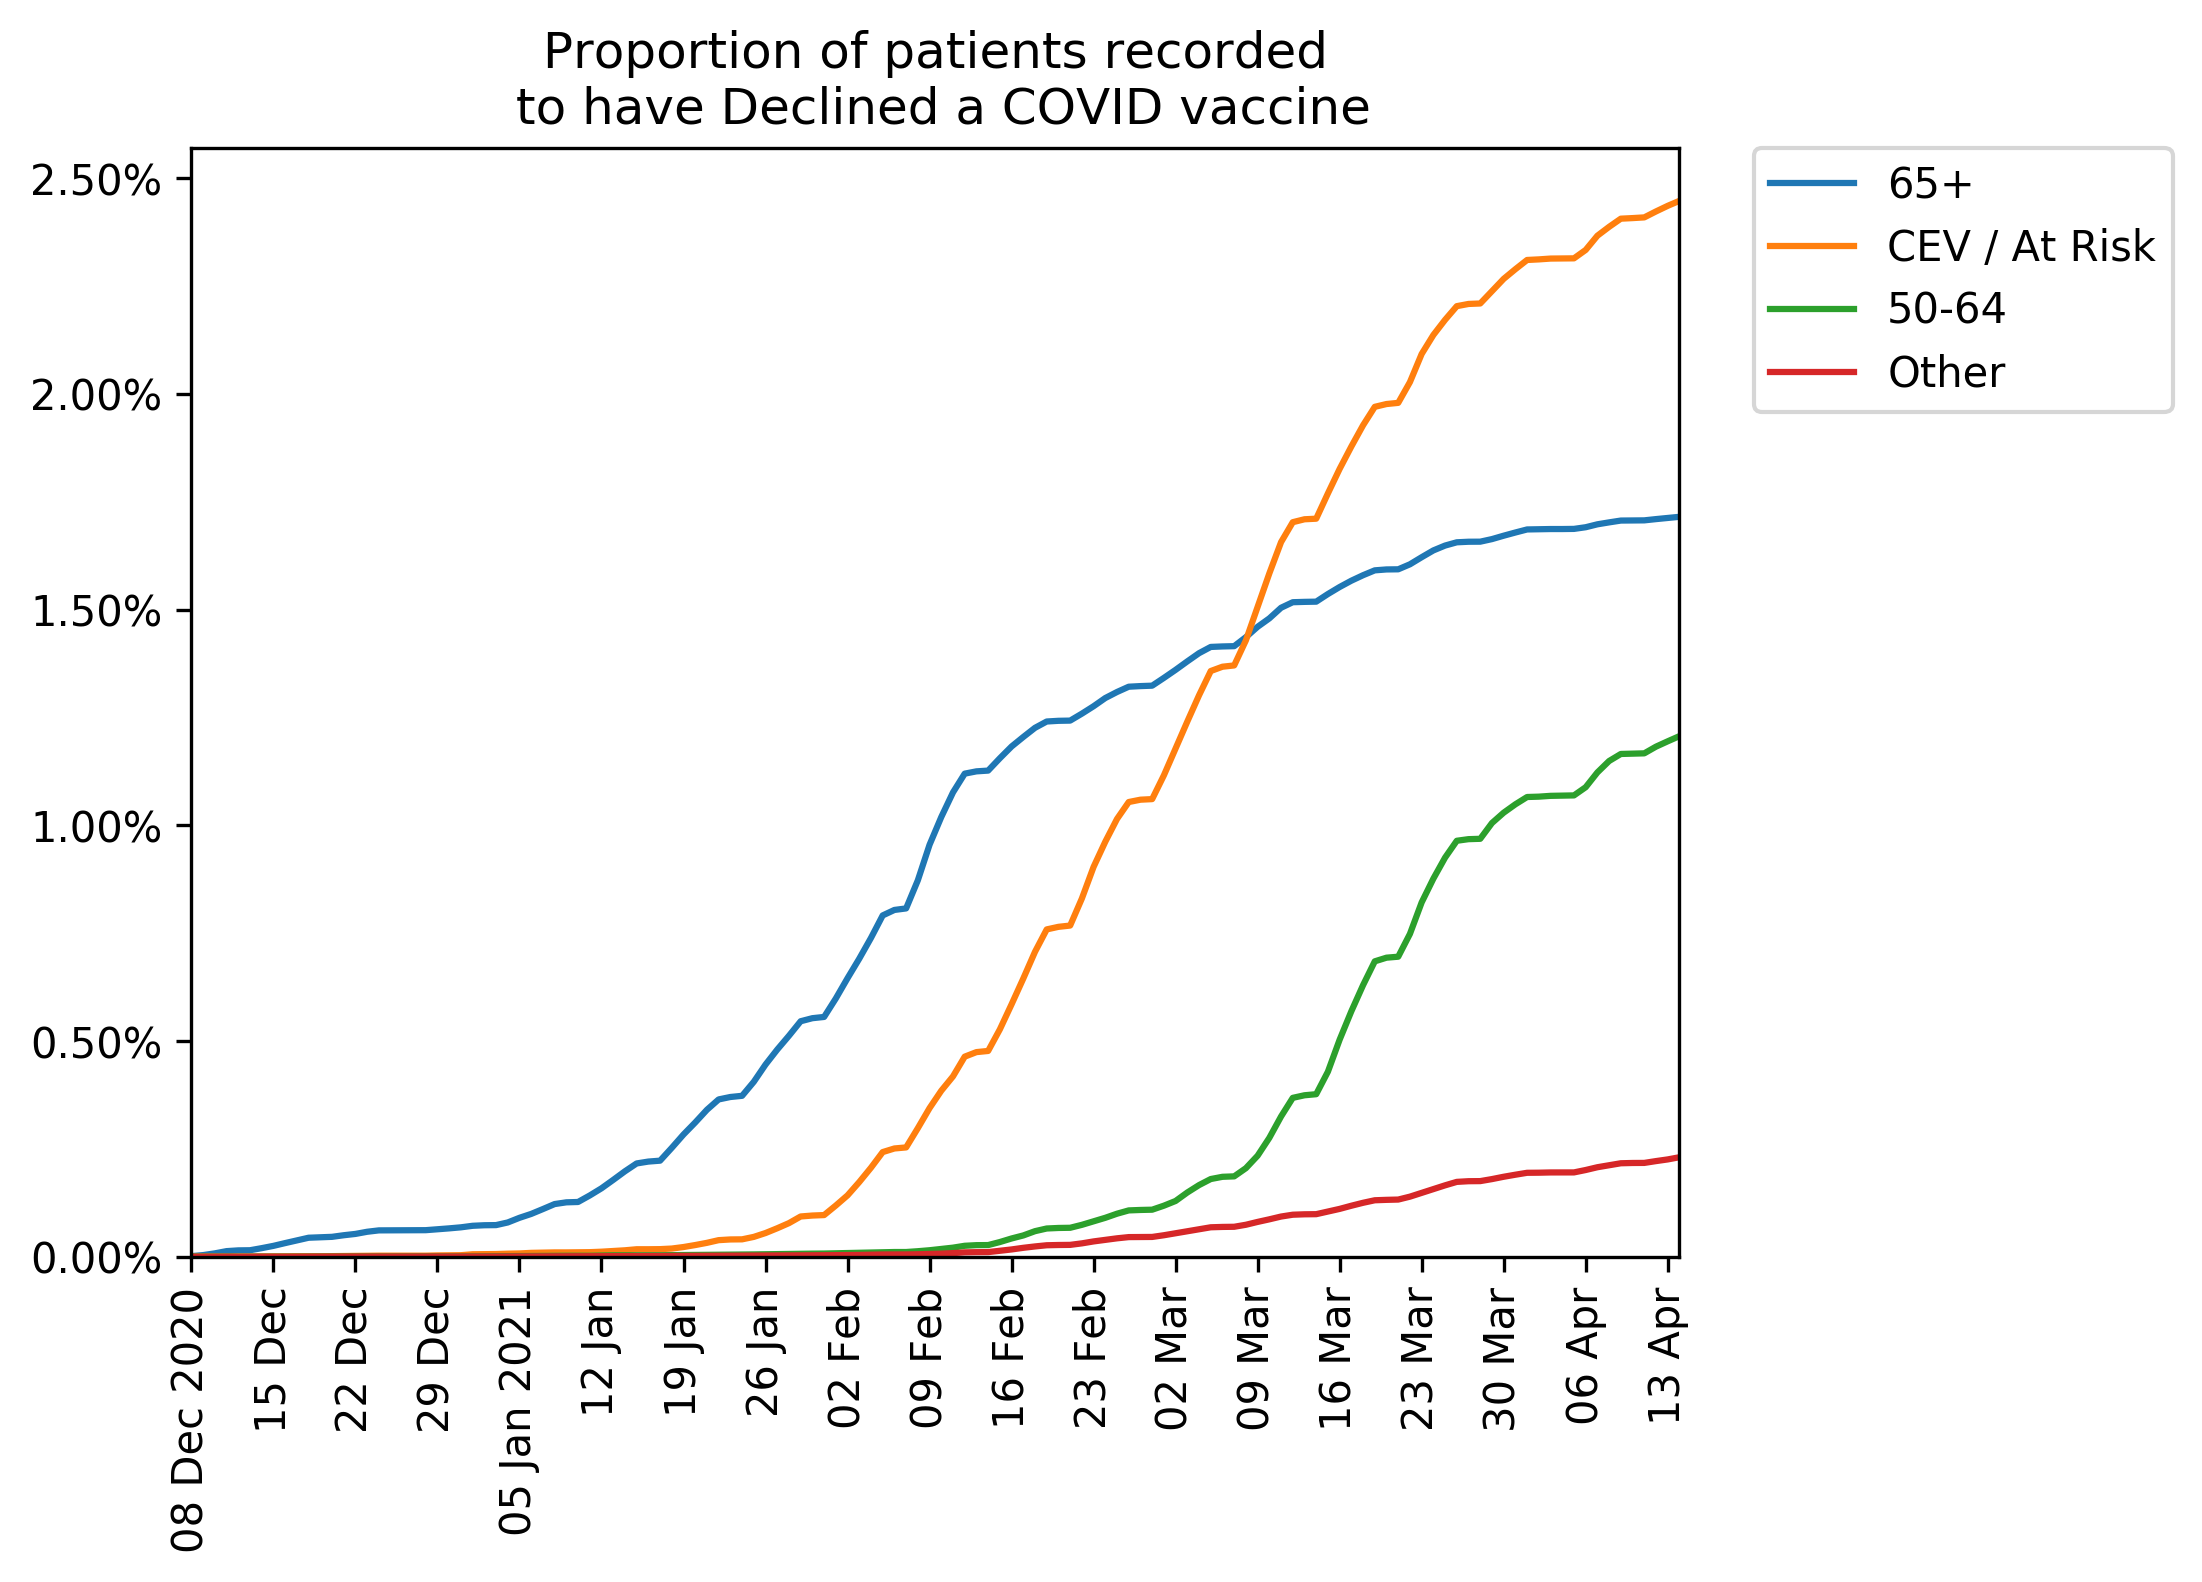 Proportion of patients recorded
to have Declined a COVID vaccine
2.50%
2.00%
1.50%
1.00%
0.50%
0.00%
08 Dec 2020
15 Dec
22 Dec
29 Dec
05 Jan 2021
12 Jan
19 Jan
26 Jan
02 Feb
09 Feb
16 Feb
23 Feb
02 Mar
09 Mar
16 Mar
23 Mar
30 Mar
06 Apr
13 Apr
65+
CEV / At Risk
50-64
Other